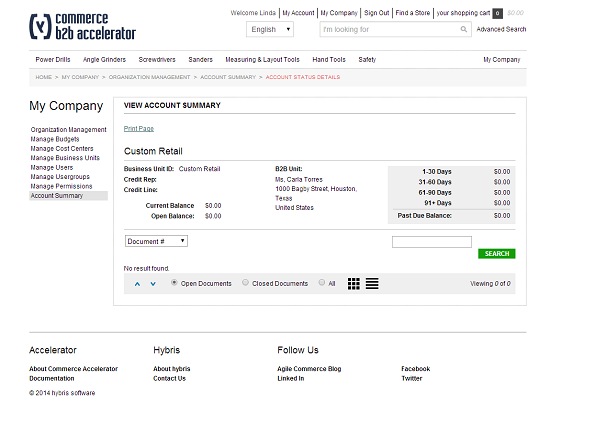 (y) commerce
b2b accelerator
Welcome Linda | My Account | My Company | Sign Out | Find a Store | your shopping cart 0 $0.00
English
I'm looking for
Advanced Search
Power Drills Angle Grinders Screwdrivers Sanders Measuring & Layout Tools Hand Tools Safety My Company
HOME > MY COMPANY > ORGANIZATION MANAGEMENT > ACCOUNT SUMMARY > ACCOUNT STATUS DETAILS
My Company
Organization Management
Manage Budgets
Manage Cost Centers
Manage Business Units
Manage Users
Manage Usergroups
Manage Permissions
Account Summary
VIEW ACCOUNT SUMMARY
Print Page
Custom Retail
Business Unit ID: Custom Retail
Credit Rep:
Credit Line:
Current Balance $0.00
Open Balance: $0.00
B2B Unit:
Ms, Carla Torres
1000 Bagby Street, Houston,
Texas
United States
1-30 Days $0.00
31-60 Days $0.00
61-90 Days $0.00
91+ Days $0.00
Past Due Balance: $0.00
Document #
SEARCH
No result found.
Open Documents Closed Documents All Viewing 0 of 0
Accelerator
About Commerce Accelerator
Documentation
Hybris
About hybris
Contact Us
Follow Us
Agile Commerce Blog
Linked In
Facebook
Twitter
© 2014 hybris software